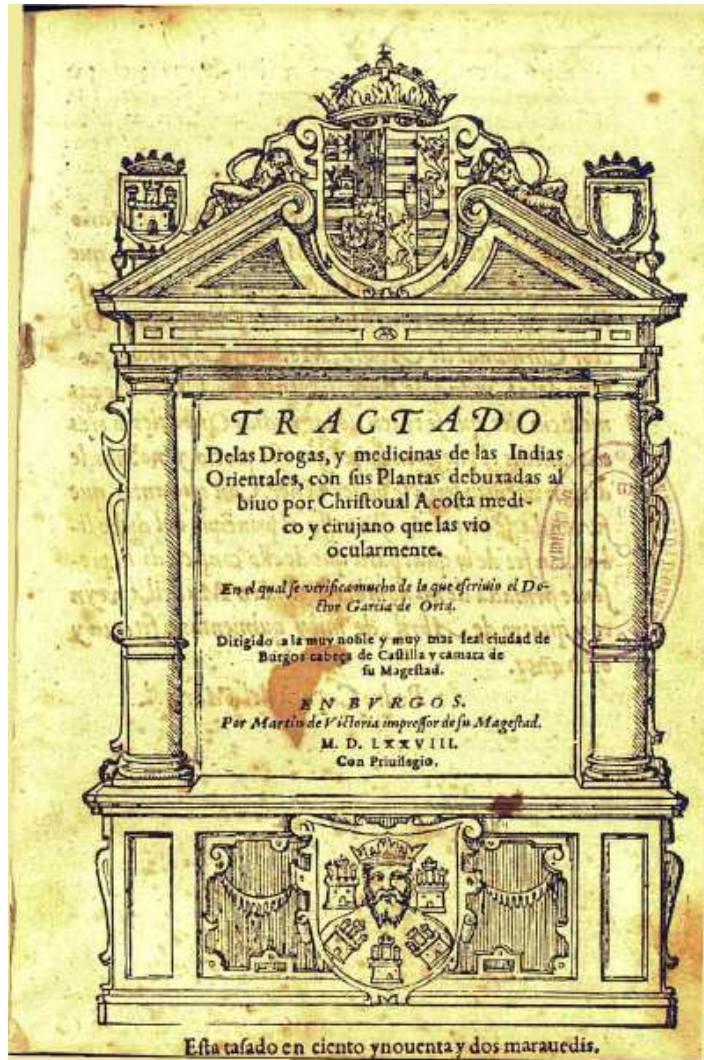 TRACTADO
Delas Drogas, y medicinas de las Indias
Orientales, con ſus Plantas debuxadas al
biuo por Chriſtoual Acoſta medi-
co y cirujano que las vio
ocularmente.
En el qual ſe verifica mucho de lo que eſcriuio el Do-
ctor Garcia de Orta.
Dirigido a la muy noble y muy mas leal ciudad de
Burgos cabeça de Caſtilla y camara de
ſu Mageſtad.
EN BVRGOS.
Por Martin de Victoria impreſſor de ſu Mageſtad.
M. D. LXXVIII.
Con Priuilegio.
Eſta taſado en ciento ynouenta y dos marauedis.